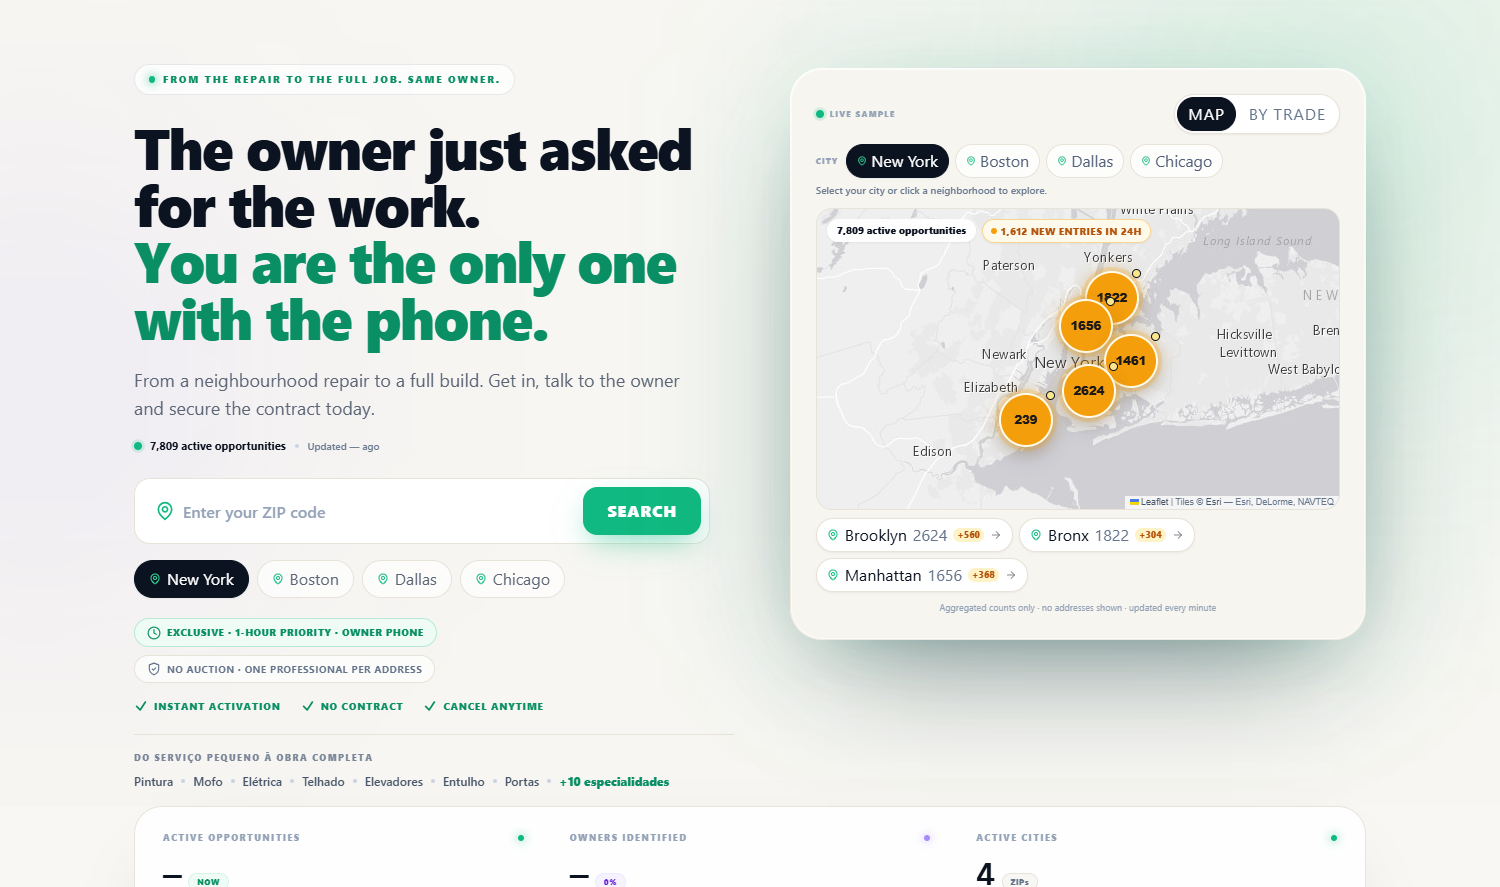 FROM THE REPAIR TO THE FULL JOB. SAME OWNER.
The owner just asked
for the work.
You are the only one
with the phone.
From a neighbourhood repair to a full build. Get in, talk to the owner
and secure the contract today.
7,809 active opportunities • Updated — ago
Enter your ZIP code
SEARCH
New York
Boston
Dallas
Chicago
EXCLUSIVE · 1-HOUR PRIORITY · OWNER PHONE
NO AUCTION · ONE PROFESSIONAL PER ADDRESS
INSTANT ACTIVATION
NO CONTRACT
CANCEL ANYTIME
DO SERVIÇO PEQUENO À OBRA COMPLETA
Pintura • Mofo • Elétrica • Telhado • Elevadores • Entulho • Portas • +10 especialidades
LIVE SAMPLE
MAP
BY TRADE
CITY
New York
Boston
Dallas
Chicago
Select your city or click a neighborhood to explore.
7,809 active opportunities
1,612 NEW ENTRIES IN 24H
White Plains
Long Island Sound
Yonkers
Paterson
1822
NEW
1656
Hicksville
Bren
Newark
New York
1461
Levittown
West Babylo
Elizabeth
2624
239
Edison
Leaflet | Tiles © Esri — Esri, DeLorme, NAVTEQ
Brooklyn 2624 +560
Bronx 1822 +304
Manhattan 1656 +368
Aggregated counts only · no addresses shown · updated every minute
ACTIVE OPPORTUNITIES
— NOW
OWNERS IDENTIFIED
— 0%
ACTIVE CITIES
4 ZIPs